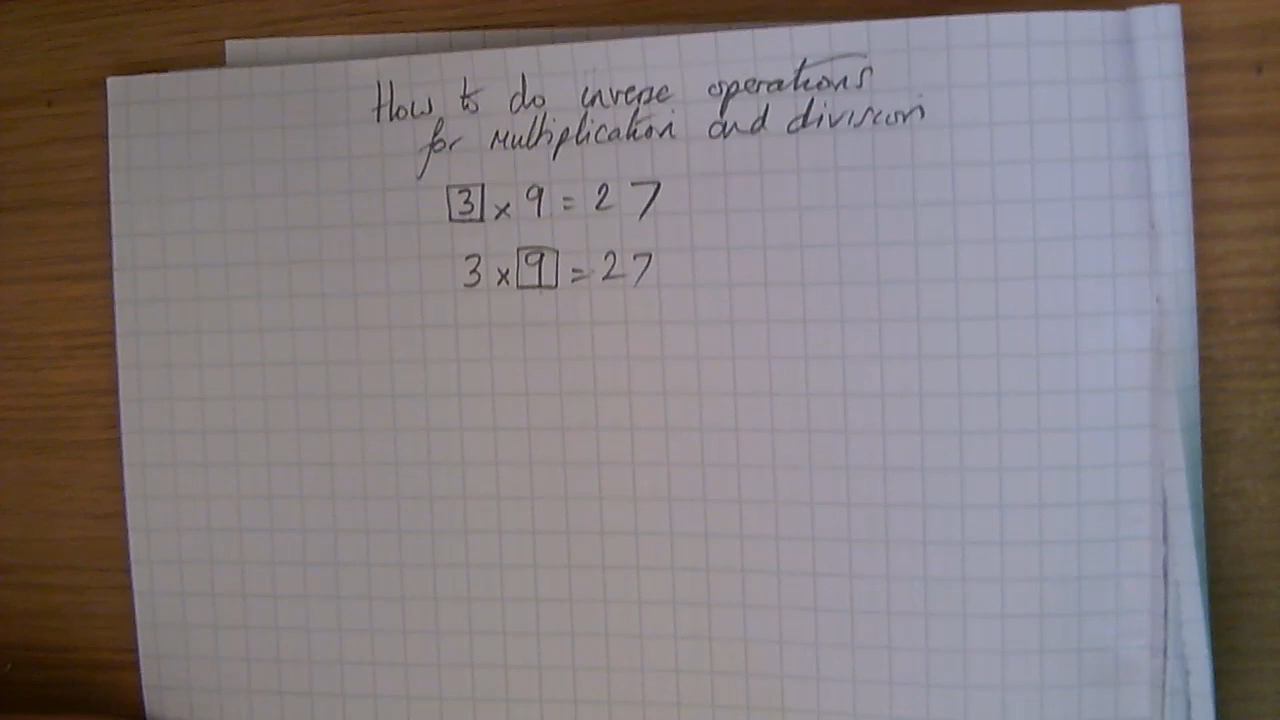 How to do inverse operations
for multiplication and division
3 × 9 = 27
3 × 9 = 27